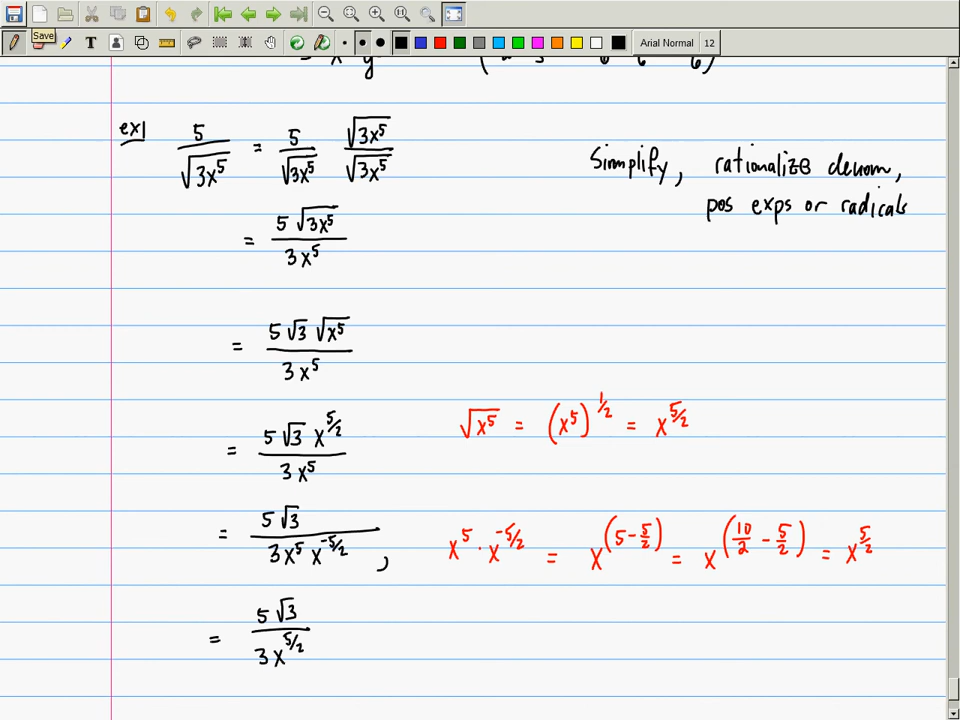 Save
T
Arial Normal 12
ex1 5/√(3x^5) = 5/√(3x^5) √(3x^5)/√(3x^5)
Simplify, rationalize denom,
pos exps or radicals
= 5√(3x^5)/3x^5
= 5√3 √(x^5)/3x^5
= 5√3 x^(5/2)/3x^5
√(x^5) = (x^5)^(1/2) = x^(5/2)
= 5√3/3x^5 x^(-5/2),
x^5 · x^(-5/2) = x^(5-5/2) = x^(10/2 - 5/2) = x^(5/2)
= 5√3/3x^(5/2)